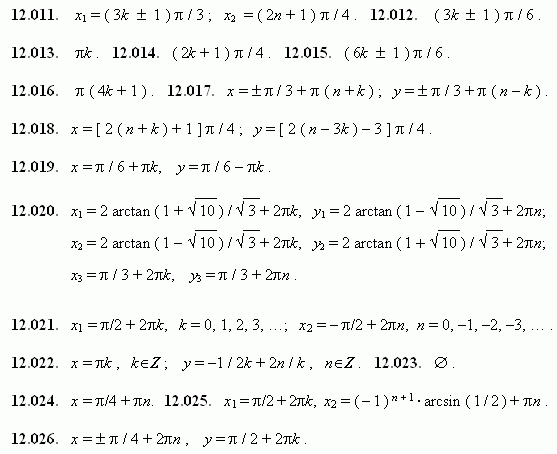 12.011. x₁ = ( 3k ± 1 ) π / 3 ; x₂ = ( 2n + 1 ) π / 4 . 12.012. ( 3k ± 1 ) π / 6 .
12.013. πk . 12.014. ( 2k + 1 ) π / 4 . 12.015. ( 6k ± 1 ) π / 6 .
12.016. π ( 4k + 1 ) . 12.017. x = ± π / 3 + π ( n + k ) ; y = ± π / 3 + π ( n – k ) .
12.018. x = [ 2 ( n + k ) + 1 ] π / 4 ; y = [ 2 ( n – 3k ) – 3 ] π / 4 .
12.019. x = π / 6 + πk, y = π / 6 – πk .
12.020. x₁ = 2 arctan ( 1 + √10 ) / √3 + 2πk, y₁ = 2 arctan ( 1 – √10 ) / √3 + 2πn;
x₂ = 2 arctan ( 1 – √10 ) / √3 + 2πk, y₂ = 2 arctan ( 1 + √10 ) / √3 + 2πn;
x₃ = π / 3 + 2πk, y₃ = π / 3 + 2πn .
12.021. x₁ = π/2 + 2πk, k = 0, 1, 2, 3, …; x₂ = – π/2 + 2πn, n = 0, –1, –2, –3, … .
12.022. x = πk , k∈Z ; y = –1 / 2k + 2n / k , n∈Z . 12.023. ∅ .
12.024. x = π/4 + πn. 12.025. x₁ = π/2 + 2πk, x₂ = ( – 1 ) ⁿ ⁺ ¹ · arcsin ( 1 / 2 ) + πn .
12.026. x = ± π / 4 + 2πn , y = π / 2 + 2πk .